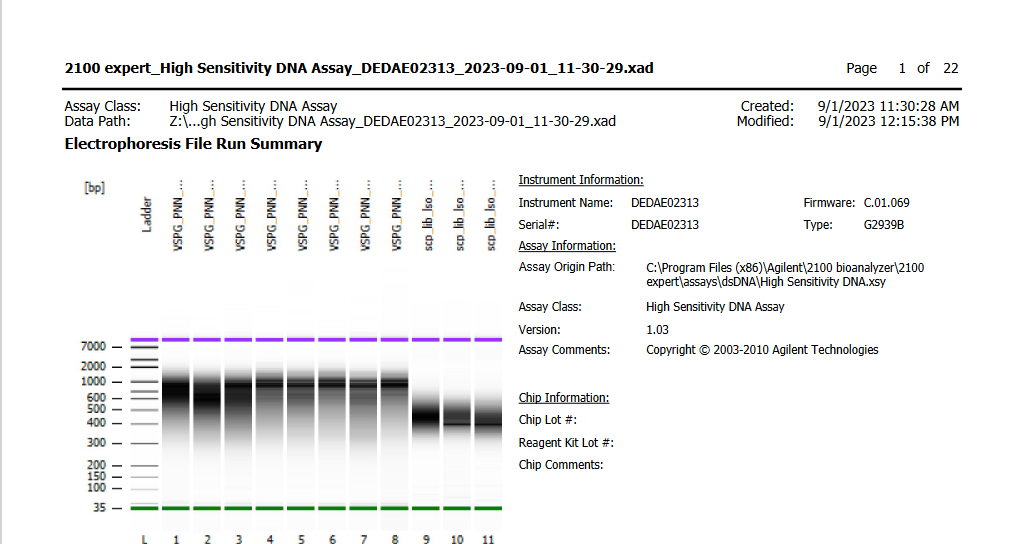 2100 expert_High Sensitivity DNA Assay_DEDAE02313_2023-09-01_11-30-29.xad Page 1 of 22
Assay Class: High Sensitivity DNA Assay Created: 9/1/2023 11:30:28 AM
Data Path: Z:\...gh Sensitivity DNA Assay_DEDAE02313_2023-09-01_11-30-29.xad Modified: 9/1/2023 12:15:38 PM
Electrophoresis File Run Summary
[bp]
Ladder
VSPG_PNN_...
VSPG_PNN_...
VSPG_PNN_...
VSPG_PNN_...
VSPG_PNN_...
VSPG_PNN_...
VSPG_PNN_...
VSPG_PNN_...
scp_lib_Iso_...
scp_lib_Iso_...
scp_lib_Iso_...
7000
2000
1000
600
500
400
300
200
150
100
35
L 1 2 3 4 5 6 7 8 9 10 11
Instrument Information:
Instrument Name: DEDAE02313 Firmware: C.01.069
Serial#: DEDAE02313 Type: G2939B
Assay Information:
Assay Origin Path: C:\Program Files (x86)\Agilent\2100 bioanalyzer\2100
expert\assays\dsDNA\High Sensitivity DNA.xsy
Assay Class: High Sensitivity DNA Assay
Version: 1.03
Assay Comments: Copyright © 2003-2010 Agilent Technologies
Chip Information:
Chip Lot #:
Reagent Kit Lot #:
Chip Comments: